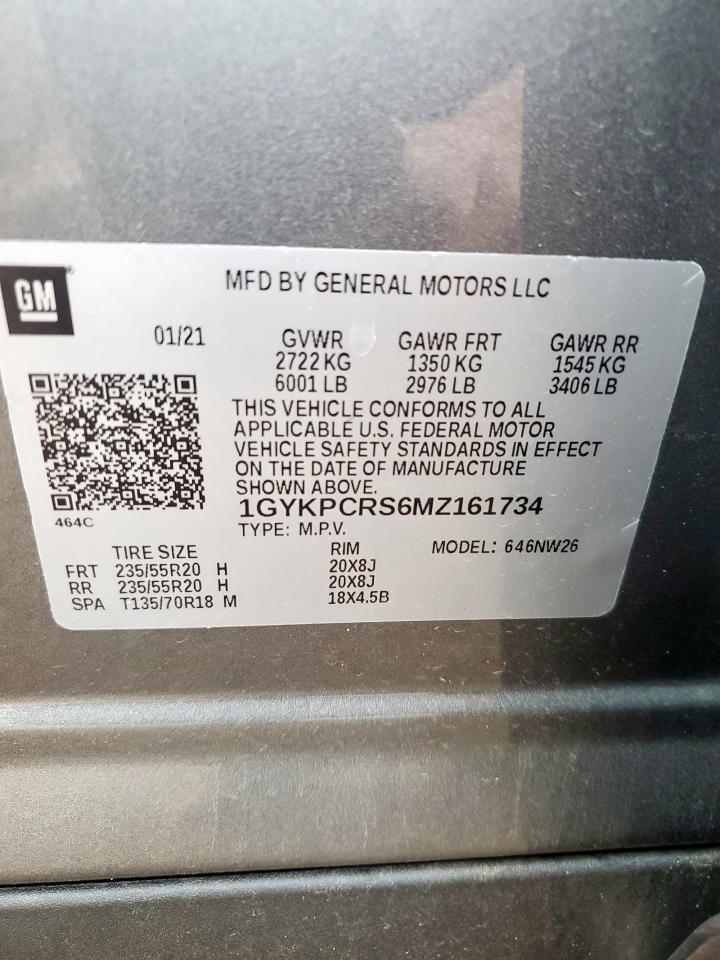 GM
MFD BY GENERAL MOTORS LLC
01/21 GVWR GAWR FRT GAWR RR
2722 KG 1350 KG 1545 KG
6001 LB 2976 LB 3406 LB
THIS VEHICLE CONFORMS TO ALL
APPLICABLE U.S. FEDERAL MOTOR
VEHICLE SAFETY STANDARDS IN EFFECT
ON THE DATE OF MANUFACTURE
SHOWN ABOVE.
1GYKPCRS6MZ161734
464C
TYPE: M.P.V.
TIRE SIZE RIM MODEL: 646NW26
FRT 235/55R20 H 20X8J
RR 235/55R20 H 20X8J
SPA T135/70R18 M 18X4.5B